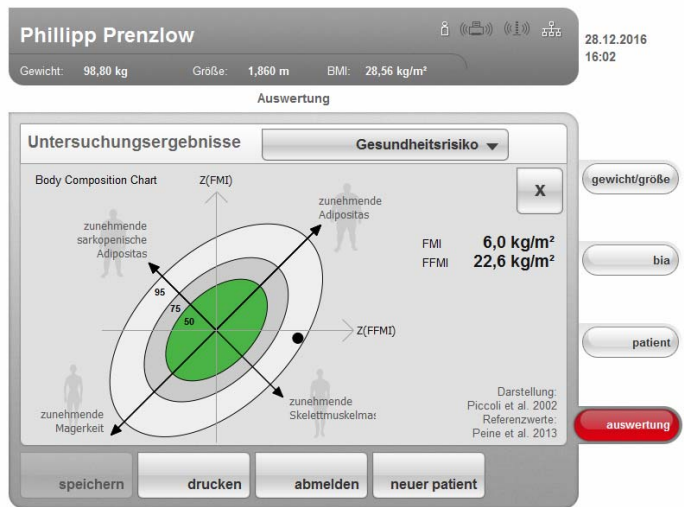 Phillipp Prenzlow
28.12.2016
16:02
Gewicht: 98,80 kg Größe: 1,860 m BMI: 28,56 kg/m²
Auswertung
Untersuchungsergebnisse
Gesundheitsrisiko
Body Composition Chart
Z(FMI)
X
gewicht/größe
zunehmende
Adipositas
zunehmende
sarkopenische
Adipositas
FMI 6,0 kg/m²
FFMI 22,6 kg/m²
bia
95
75
50
Z(FFMI)
patient
zunehmende
Magerkeit
zunehmende
Skelettmuskelmas
Darstellung:
Piccoli et al. 2002
Referenzwerte:
Peine et al. 2013
auswertung
speichern
drucken
abmelden
neuer patient